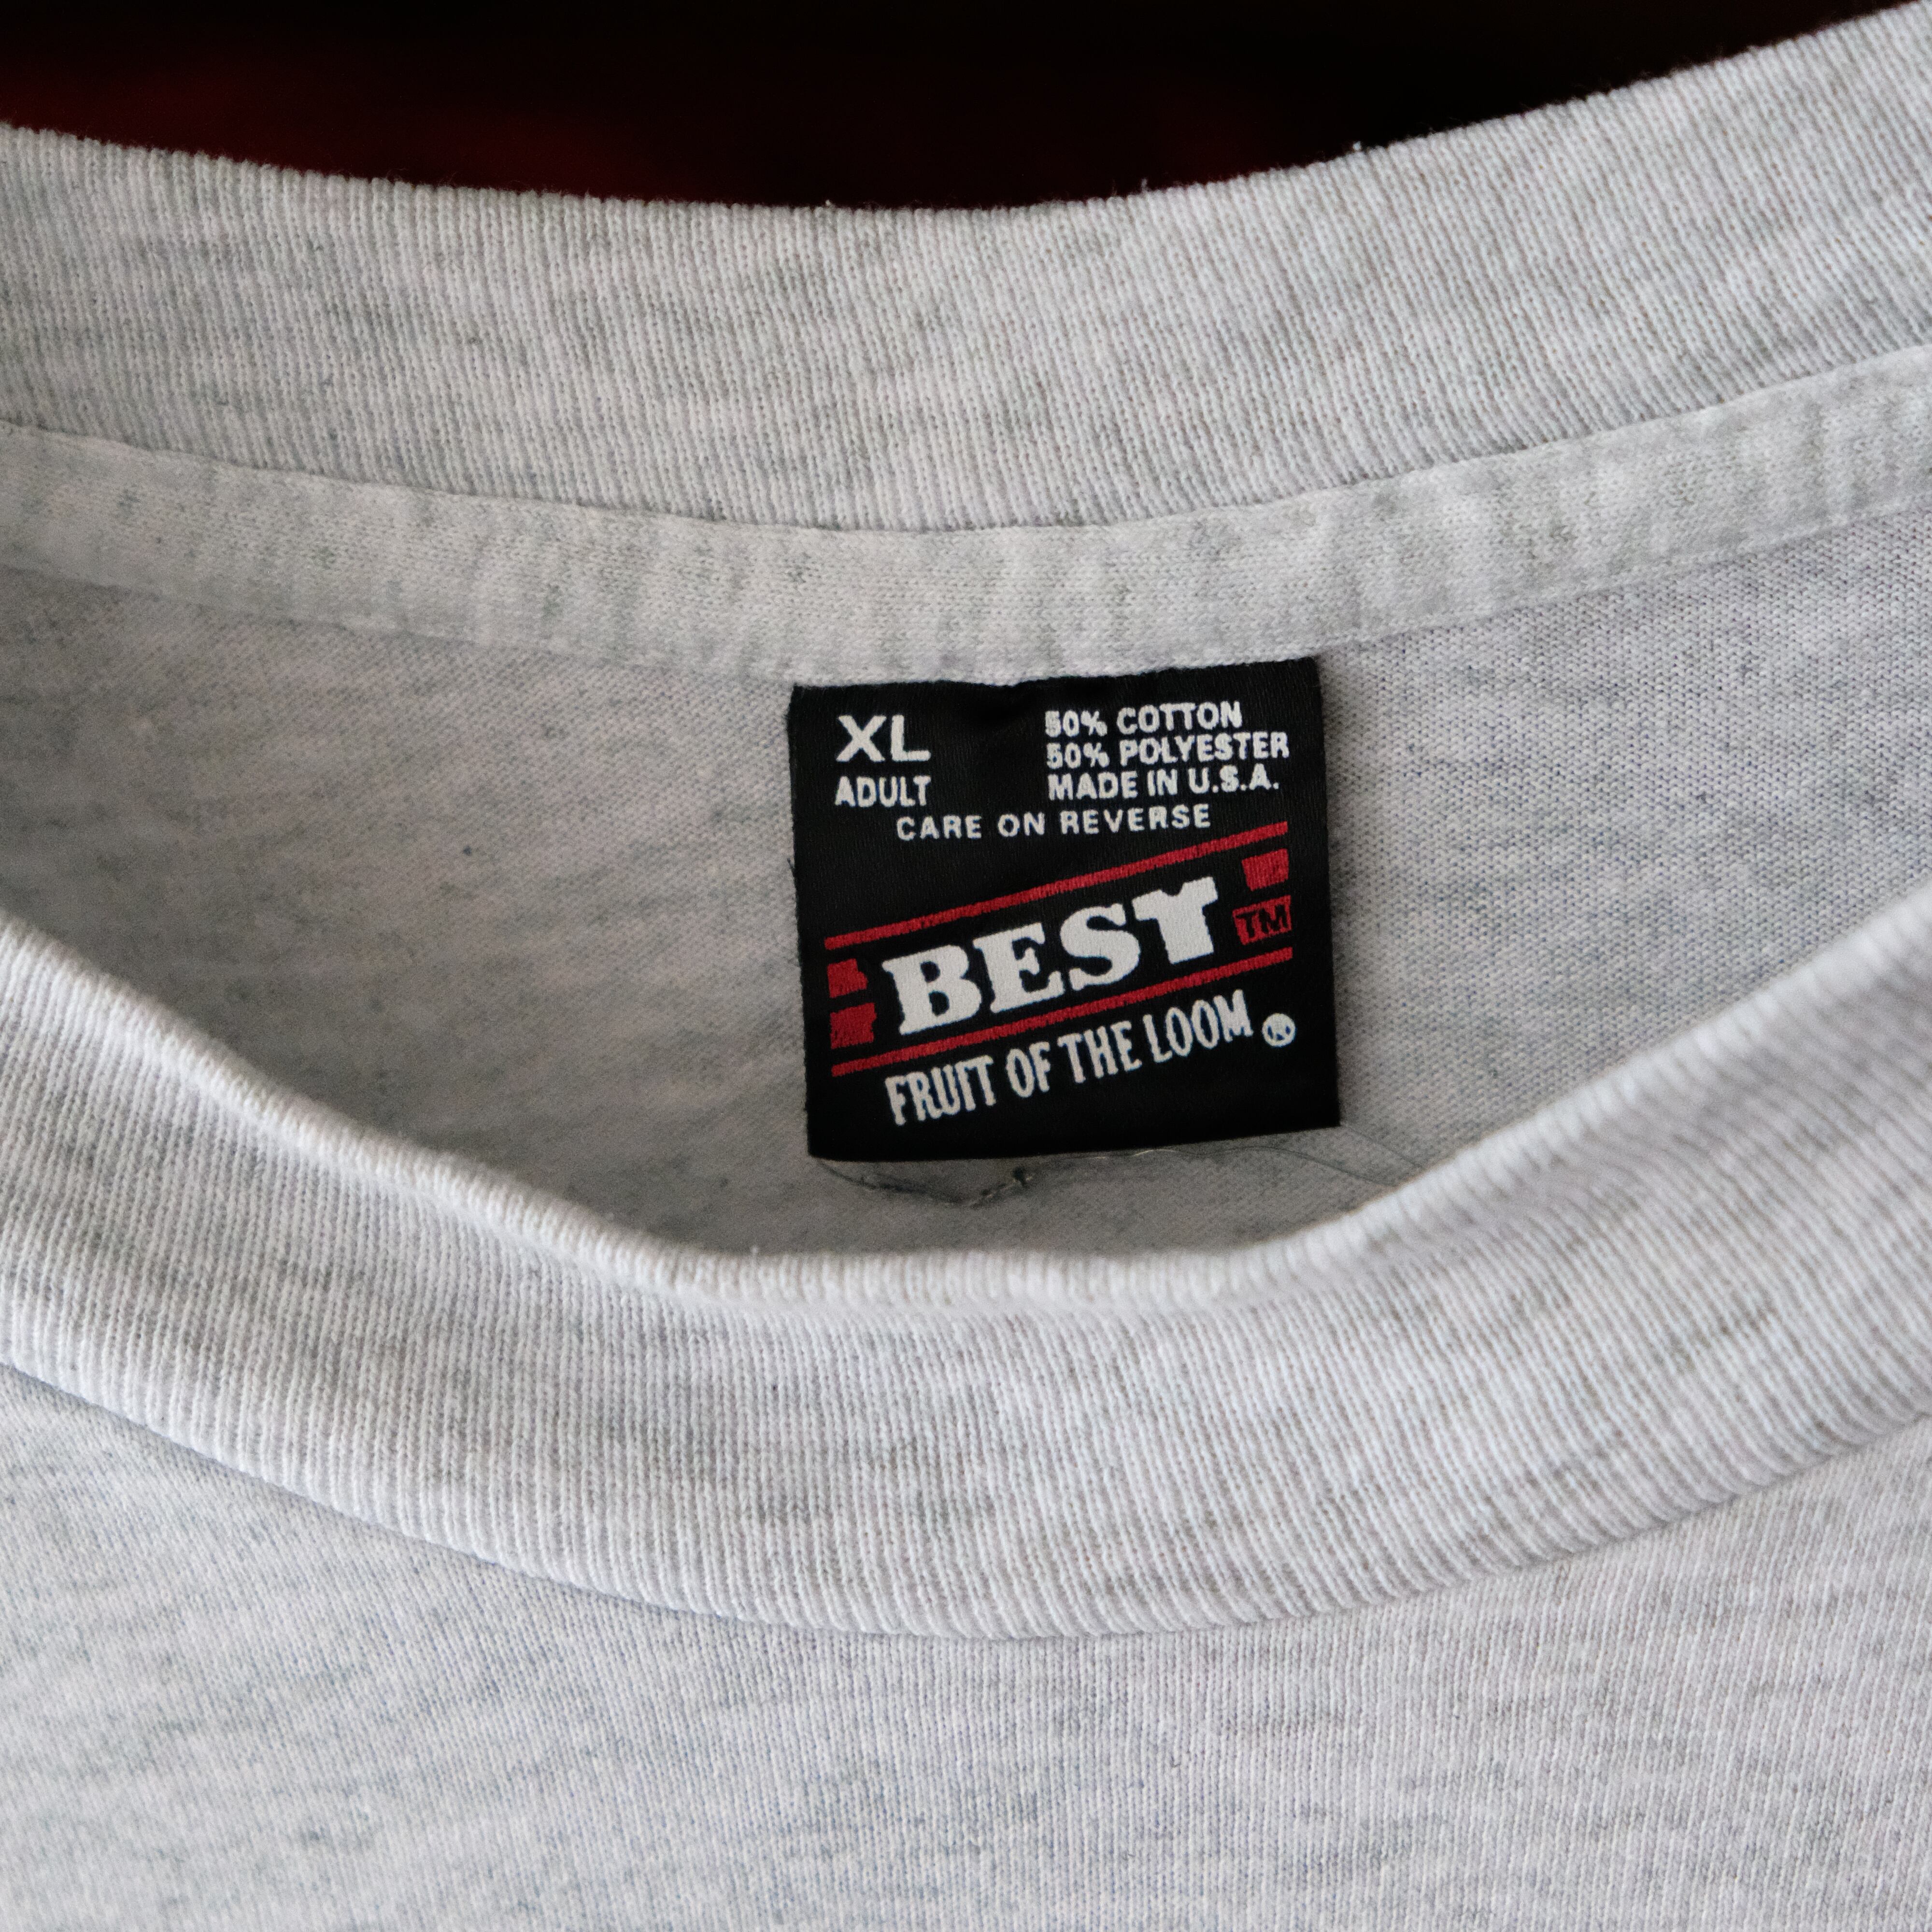 XL
ADULT
50% COTTON
50% POLYESTER
MADE IN U.S.A.
CARE ON REVERSE
BEST TM
FRUIT OF THE LOOM ®